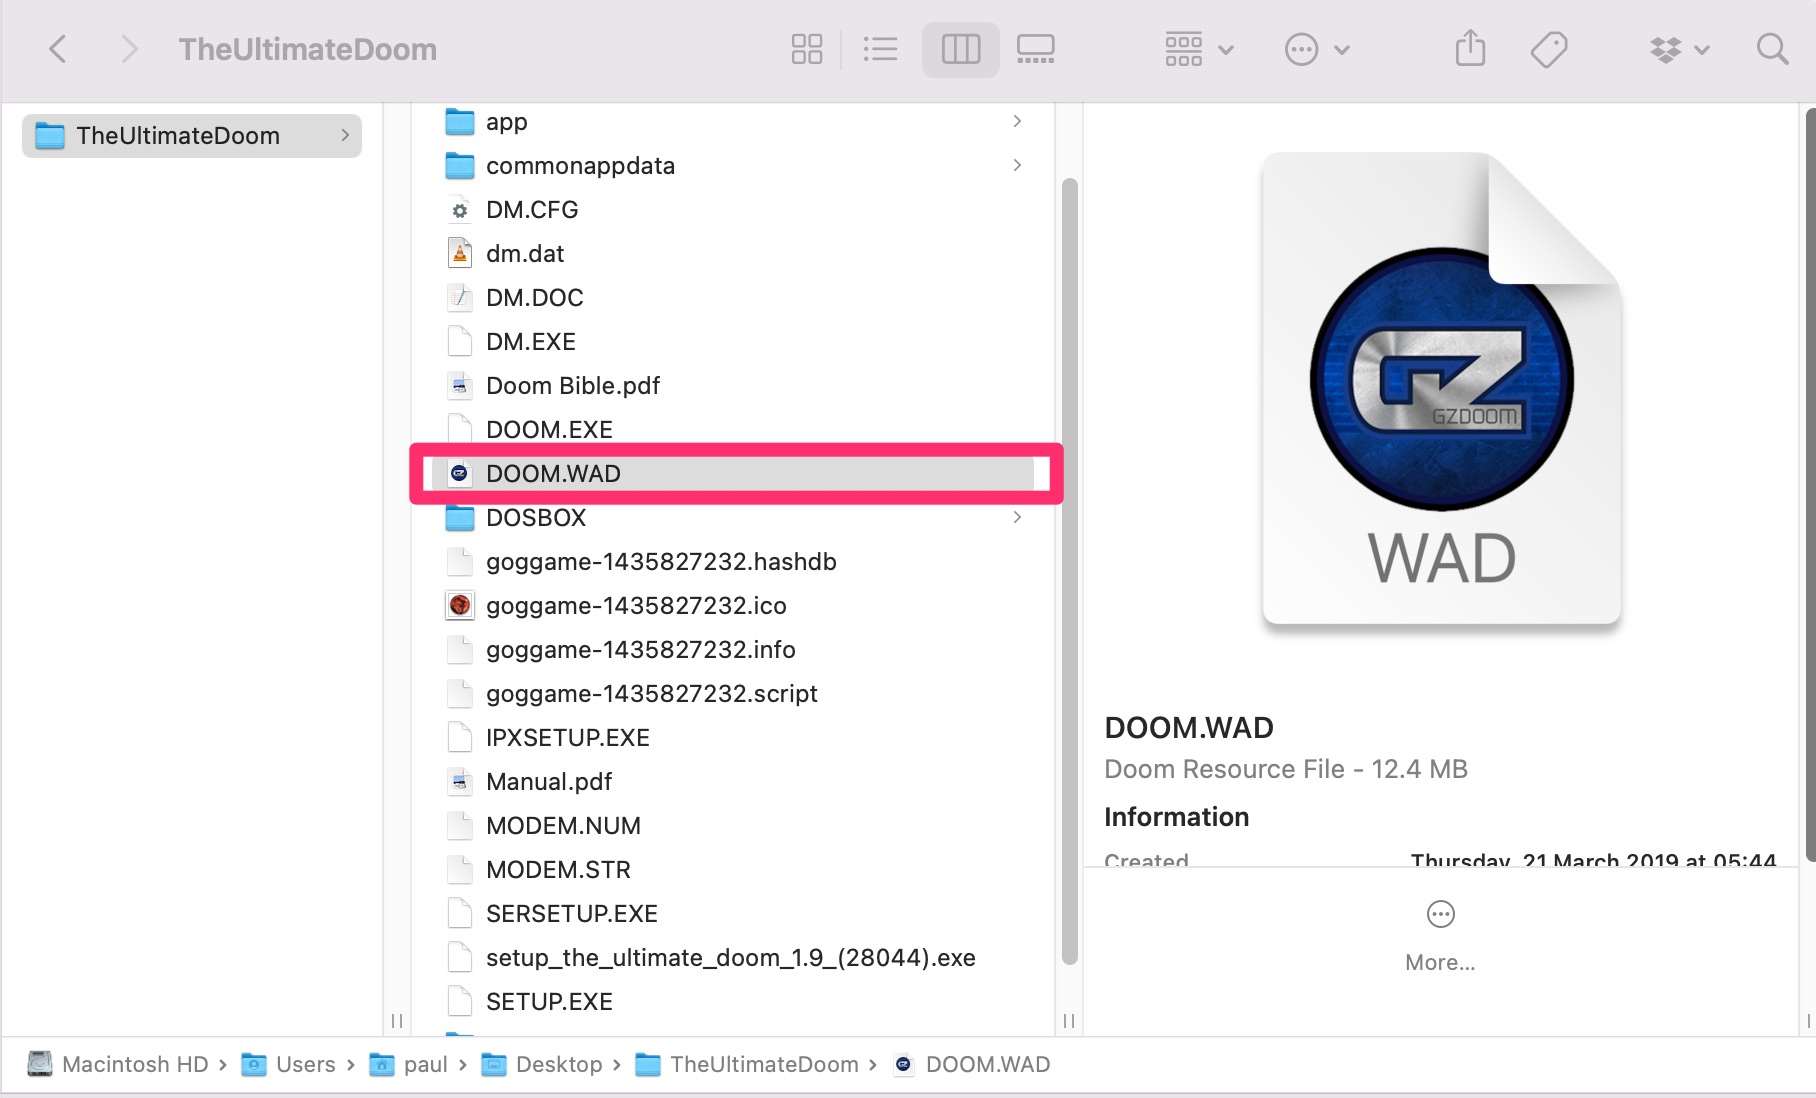 TheUltimateDoom
TheUltimateDoom
app
commonappdata
DM.CFG
dm.dat
DM.DOC
DM.EXE
Doom Bible.pdf
DOOM.EXE
DOOM.WAD
DOSBOX
goggame-1435827232.hashdb
goggame-1435827232.ico
goggame-1435827232.info
goggame-1435827232.script
IPXSETUP.EXE
Manual.pdf
MODEM.NUM
MODEM.STR
SERSETUP.EXE
setup_the_ultimate_doom_1.9_(28044).exe
SETUP.EXE
GZ
GZDOOM
WAD
DOOM.WAD
Doom Resource File - 12.4 MB
Information
Created Thursday, 21 March 2019 at 05:44
More...
Macintosh HD › Users › paul › Desktop › TheUltimateDoom › DOOM.WAD